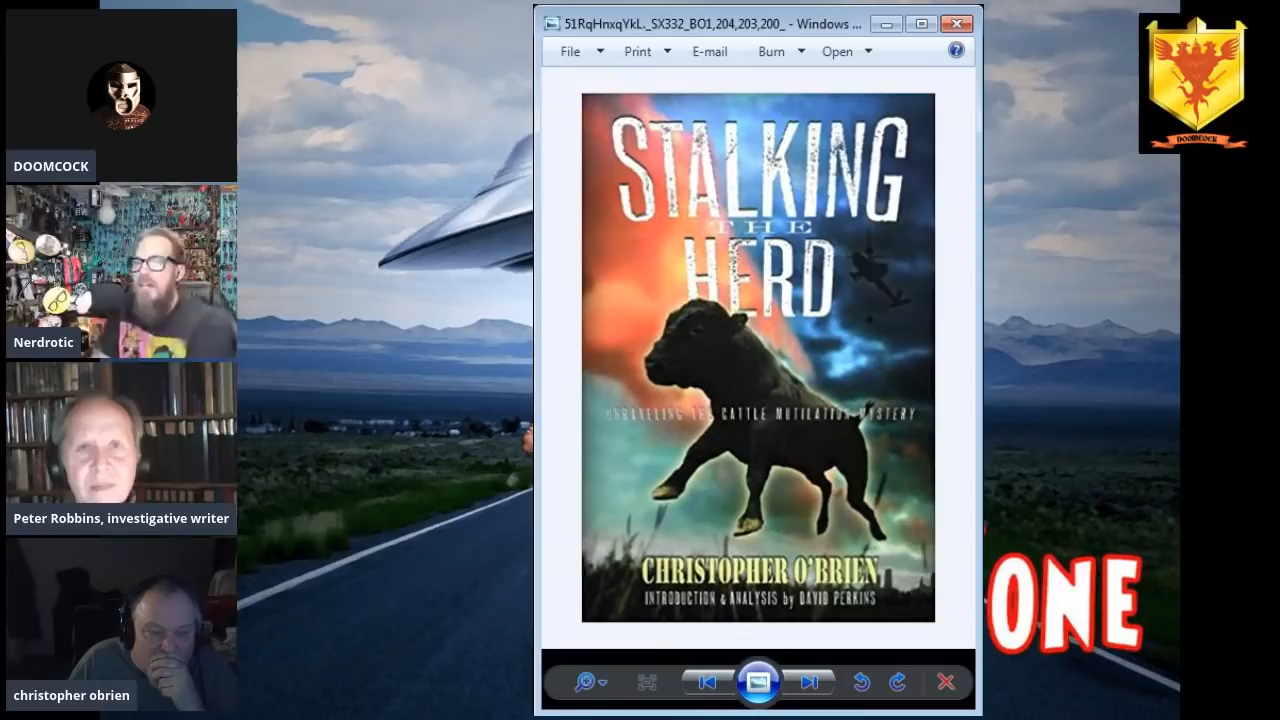 DOOMCOCK
Nerdrotic
Peter Robbins, investigative writer
christopher obrien
51RqHnxqYkL._SX332_BO1,204,203,200_ - Windows ...
File
Print
E-mail
Burn
Open
STALKING
THE
HERD
UNRAVELING THE CATTLE MUTILATION MYSTERY
CHRISTOPHER O'BRIEN
INTRODUCTION & ANALYSIS by DAVID PERKINS
DOOMCOCK
ONE